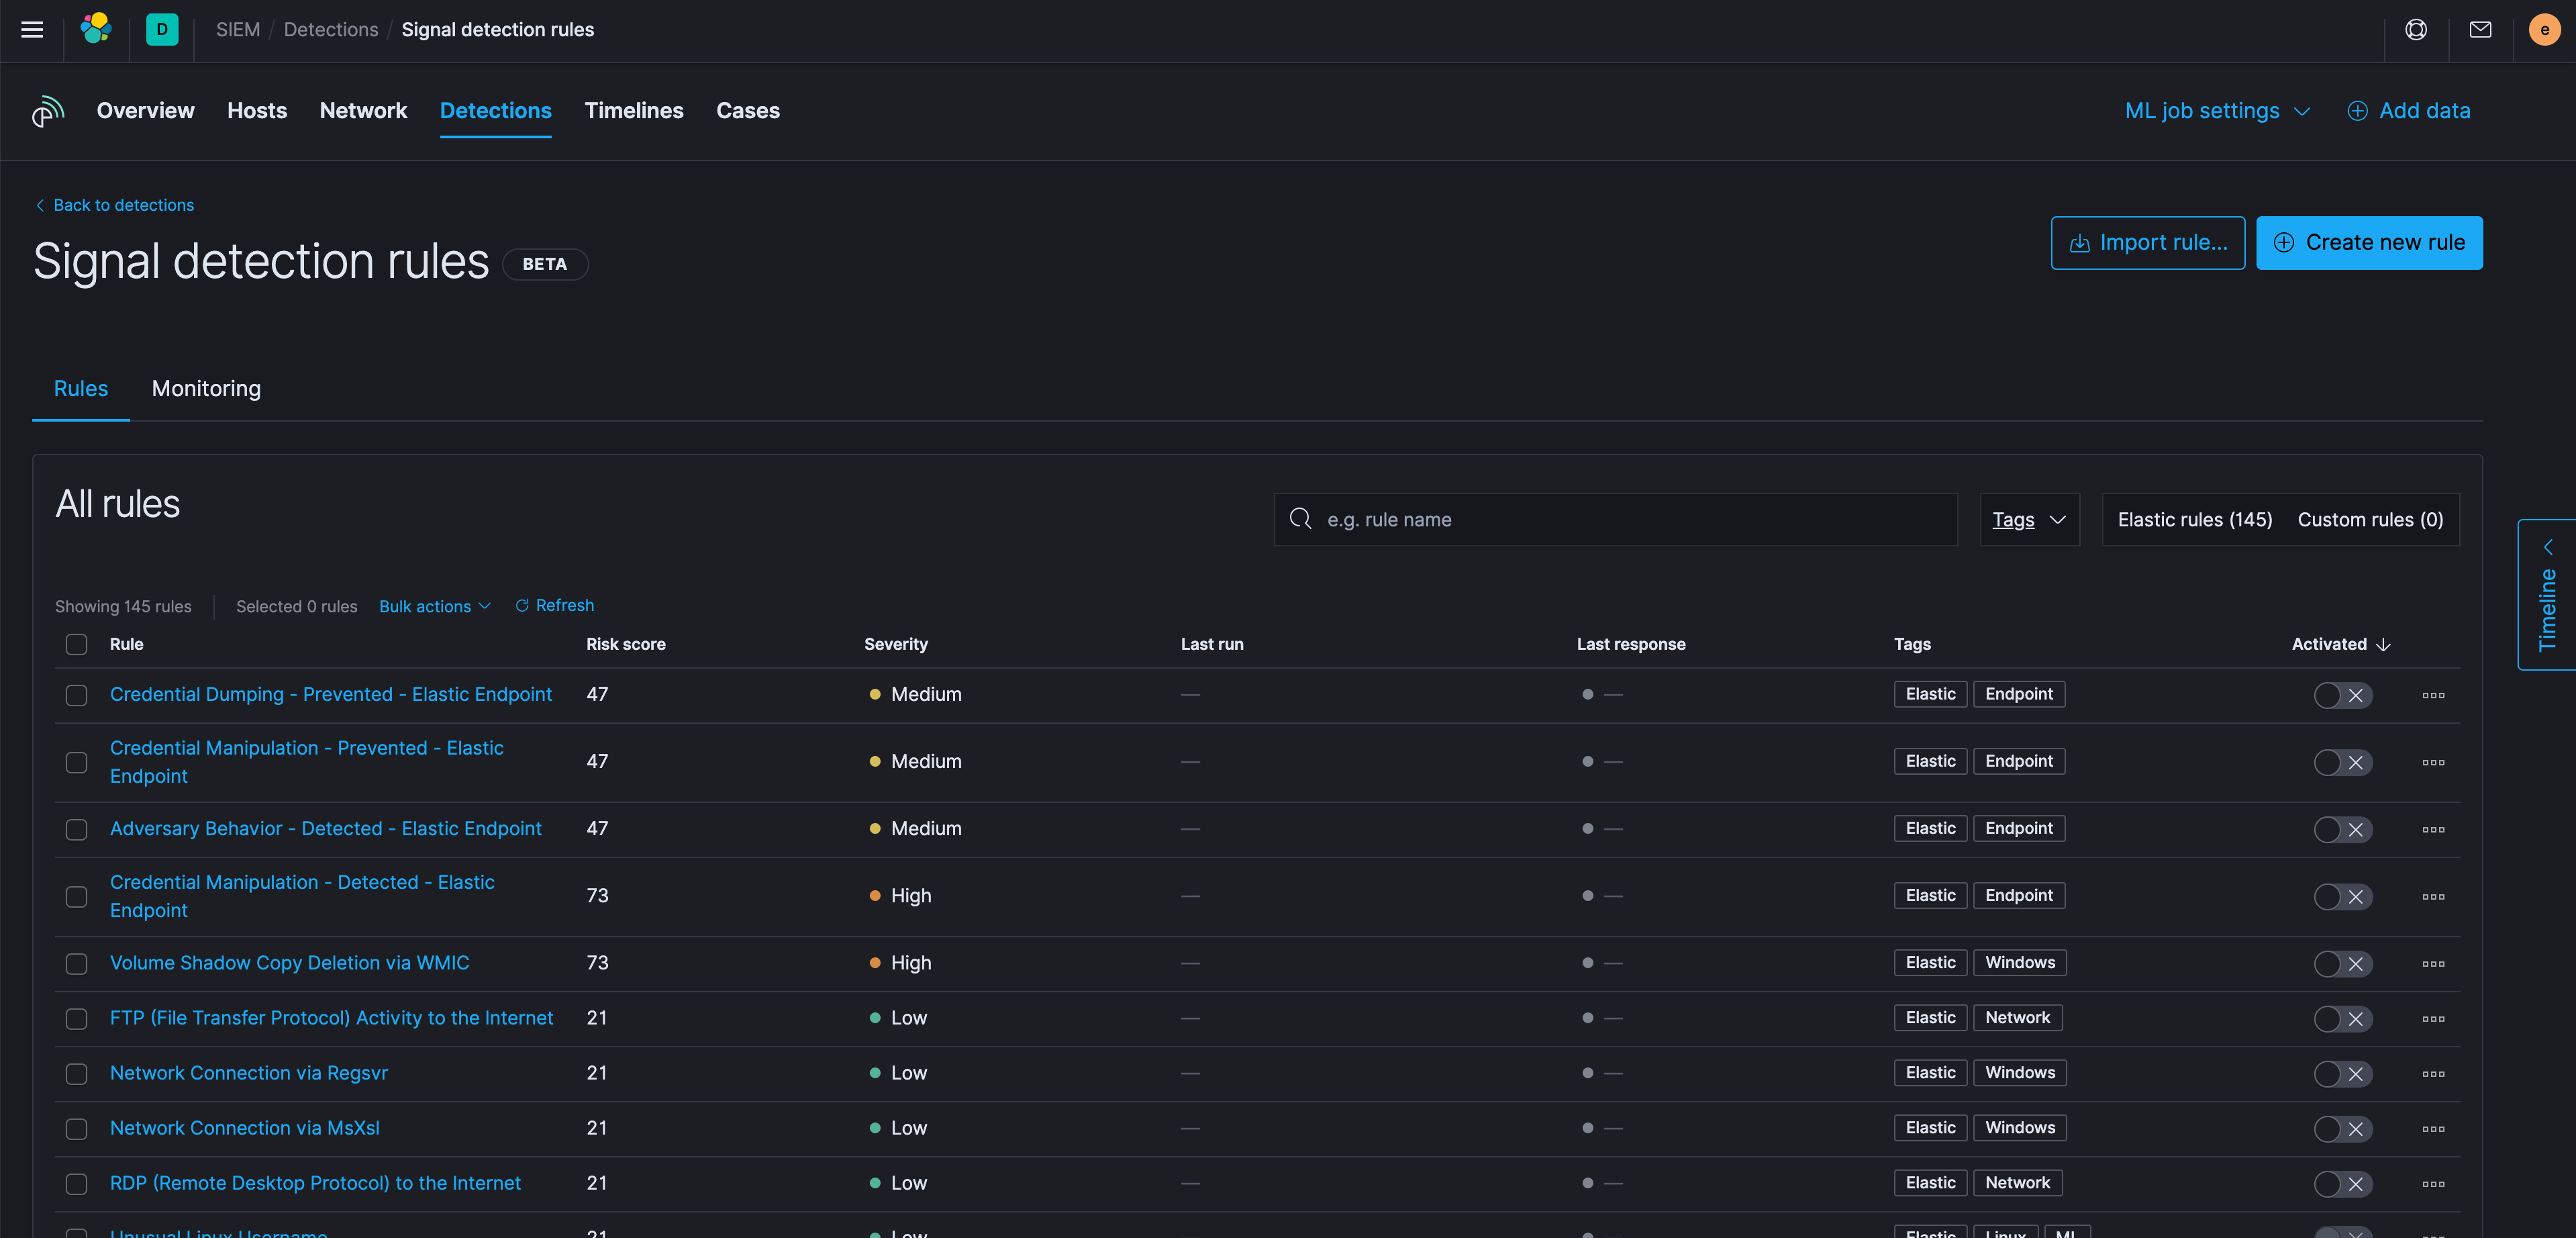 D SIEM / Detections / Signal detection rules e
Overview Hosts Network Detections Timelines Cases ML job settings Add data
Back to detections
Signal detection rules BETA Import rule... Create new rule
Rules Monitoring
All rules e.g. rule name Tags Elastic rules (145) Custom rules (0)
Timeline
Showing 145 rules Selected 0 rules Bulk actions Refresh
Rule Risk score Severity Last run Last response Tags Activated
Credential Dumping - Prevented - Elastic Endpoint 47 Medium — — Elastic Endpoint
Credential Manipulation - Prevented - Elastic
Endpoint 47 Medium — — Elastic Endpoint
Adversary Behavior - Detected - Elastic Endpoint 47 Medium — — Elastic Endpoint
Credential Manipulation - Detected - Elastic
Endpoint 73 High — — Elastic Endpoint
Volume Shadow Copy Deletion via WMIC 73 High — — Elastic Windows
FTP (File Transfer Protocol) Activity to the Internet 21 Low — — Elastic Network
Network Connection via Regsvr 21 Low — — Elastic Windows
Network Connection via MsXsl 21 Low — — Elastic Windows
RDP (Remote Desktop Protocol) to the Internet 21 Low — — Elastic Network
Unusual Linux Username 21 Low Elastic Linux ML